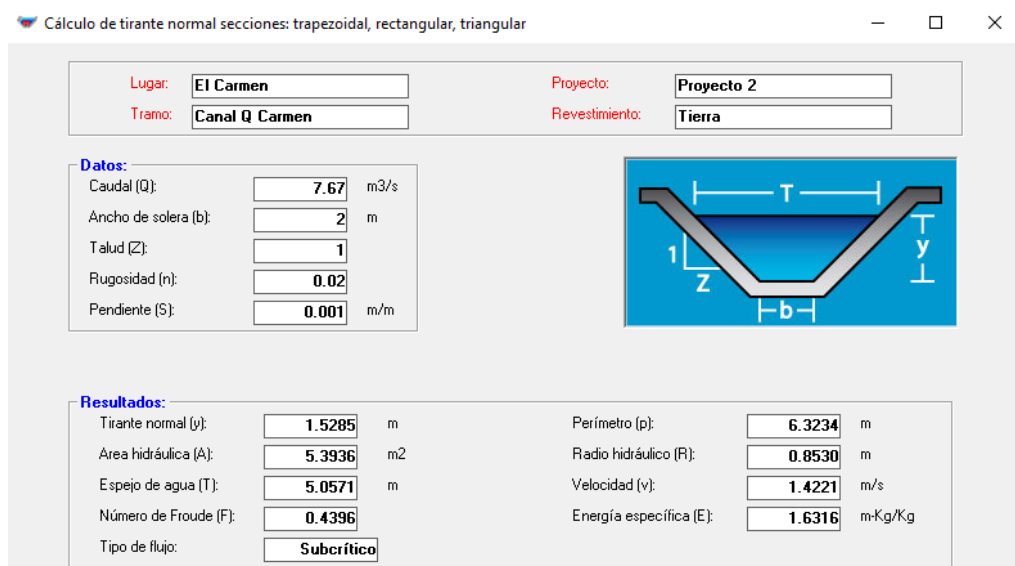 Cálculo de tirante normal secciones: trapezoidal, rectangular, triangular
Lugar: El Carmen Proyecto: Proyecto 2
Tramo: Canal Q Carmen Revestimiento: Tierra
Datos:
Caudal (Q): 7.67 m3/s
Ancho de solera (b): 2 m
Talud (Z): 1
Rugosidad (n): 0.02
Pendiente (S): 0.001 m/m
T
y
1
Z
b
Resultados:
Tirante normal (y): 1.5285 m Perímetro (p): 6.3234 m
Area hidráulica (A): 5.3936 m2 Radio hidráulico (R): 0.8530 m
Espejo de agua (T): 5.0571 m Velocidad (v): 1.4221 m/s
Número de Froude (F): 0.4396 Energía específica (E): 1.6316 m-Kg/Kg
Tipo de flujo: Subcrítico